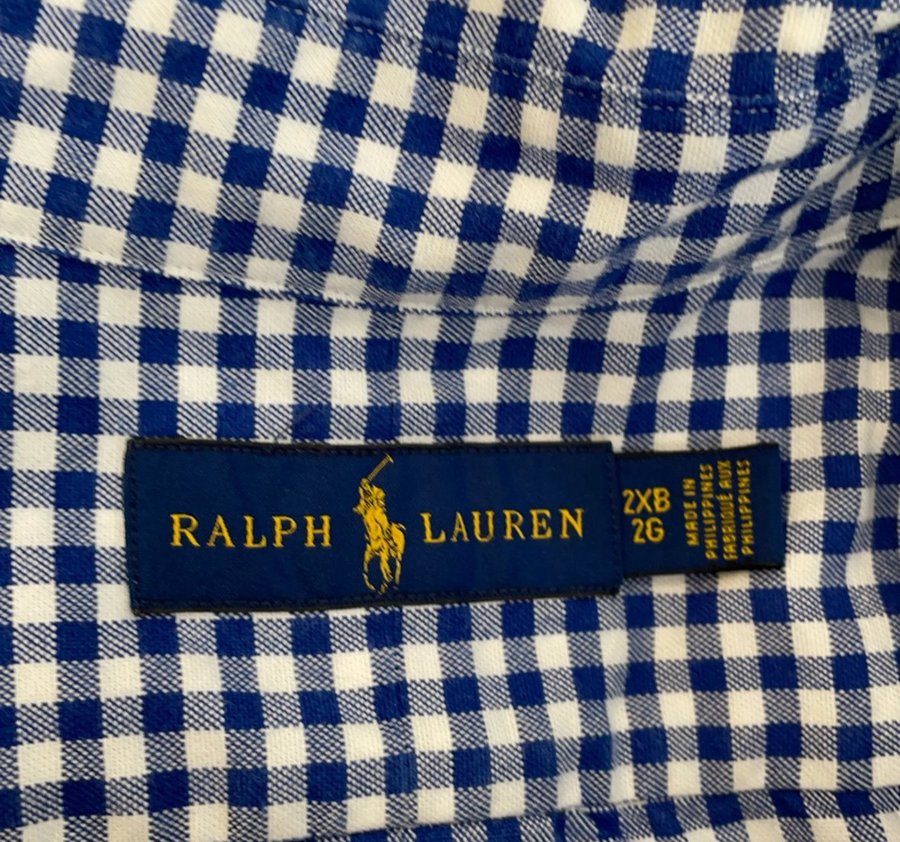 RALPH LAUREN
2XB
2G
MADE IN
PHILIPPINES
FABRIQUÉ AUX
PHILIPPINES